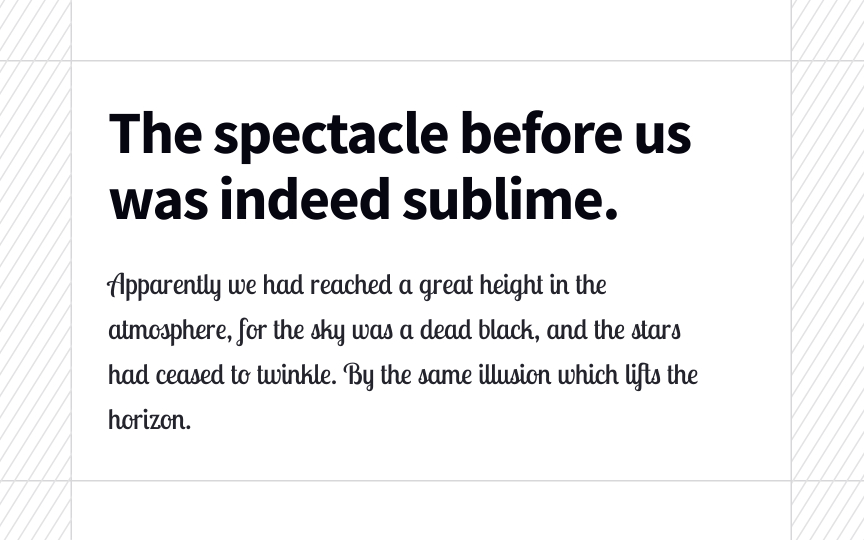 The spectacle before us
was indeed sublime.
Apparently we had reached a great height in the
atmosphere, for the sky was a dead black, and the stars
had ceased to twinkle. By the same illusion which lifts the
horizon.